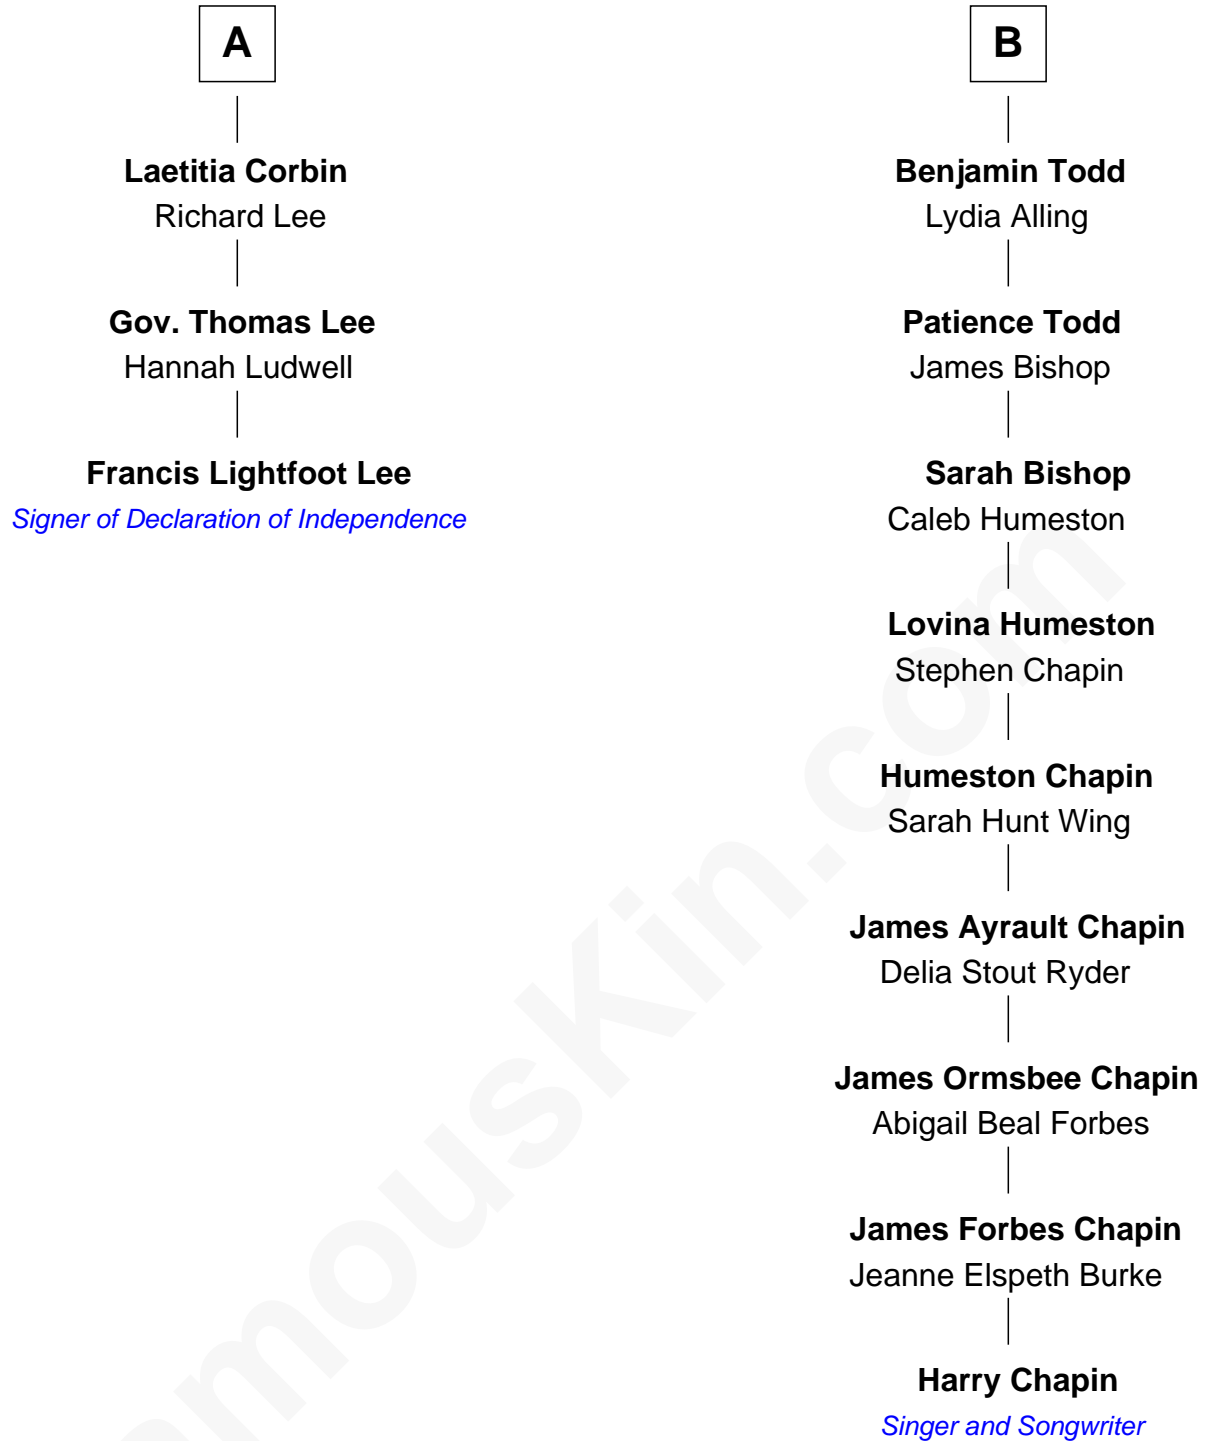 A
Laetitia Corbin
Richard Lee
Gov. Thomas Lee
Hannah Ludwell
Francis Lightfoot Lee
Signer of Declaration of Independence
B
Benjamin Todd
Lydia Alling
Patience Todd
James Bishop
Sarah Bishop
Caleb Humeston
Lovina Humeston
Stephen Chapin
Humeston Chapin
Sarah Hunt Wing
James Ayrault Chapin
Delia Stout Ryder
James Ormsbee Chapin
Abigail Beal Forbes
James Forbes Chapin
Jeanne Elspeth Burke
Harry Chapin
Singer and Songwriter
amouskin.com